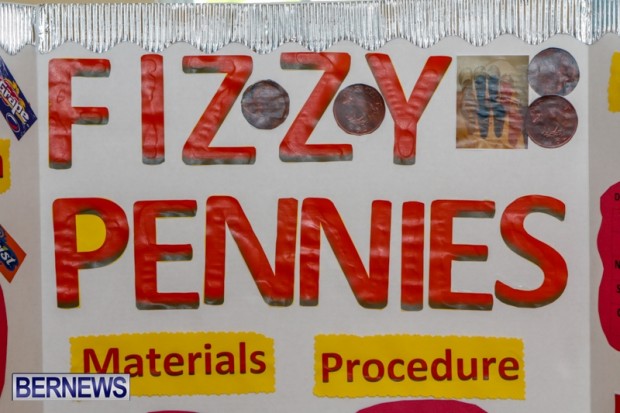 FIZZY
PENNIES
Materials Procedure
BERNEWS